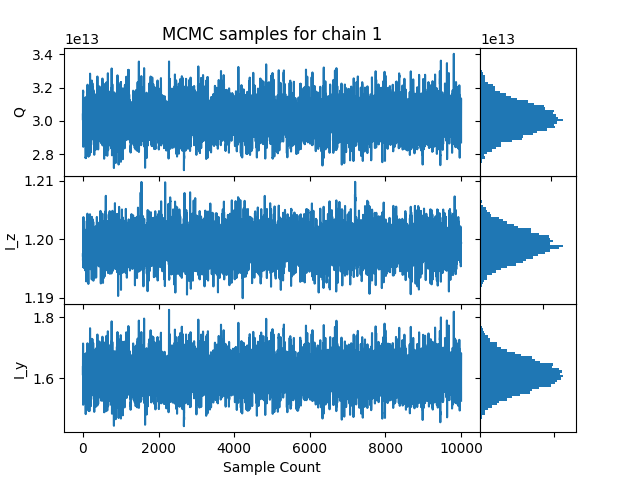 MCMC samples for chain 1
1e13
1e13
3.4
3.2
3.0
2.8
Q
1.21
1.20
1.19
I_z
1.8
1.6
I_y
0 2000 4000 6000 8000 10000
Sample Count